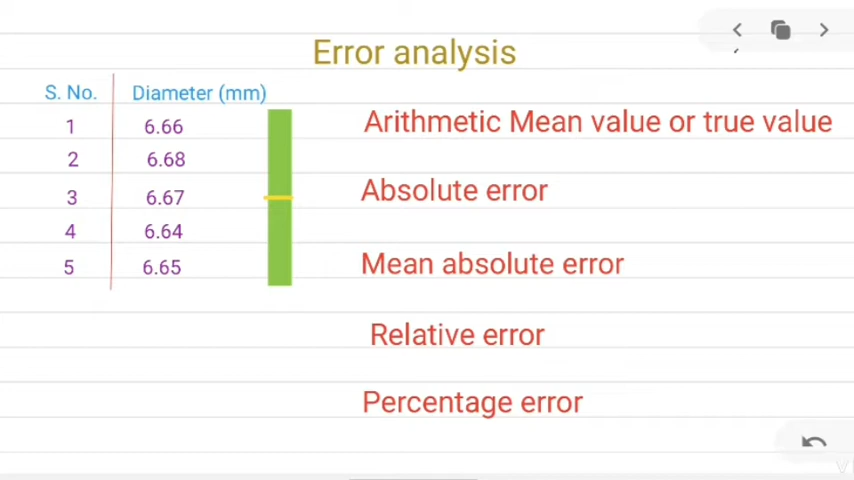 Error analysis
S. No. Diameter (mm)
1 6.66
2 6.68
3 6.67
4 6.64
5 6.65
Arithmetic Mean value or true value
Absolute error
Mean absolute error
Relative error
Percentage error